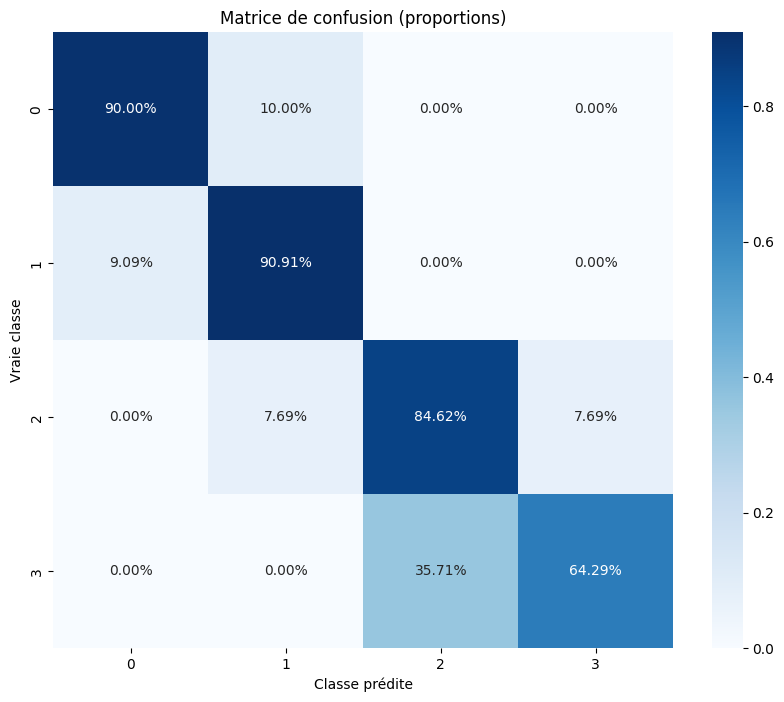 Matrice de confusion (proportions)
Vraie classe
0
90.00% 10.00% 0.00% 0.00%
1
9.09% 90.91% 0.00% 0.00%
2
0.00% 7.69% 84.62% 7.69%
3
0.00% 0.00% 35.71% 64.29%
0 1 2 3
Classe prédite
0.8
0.6
0.4
0.2
0.0